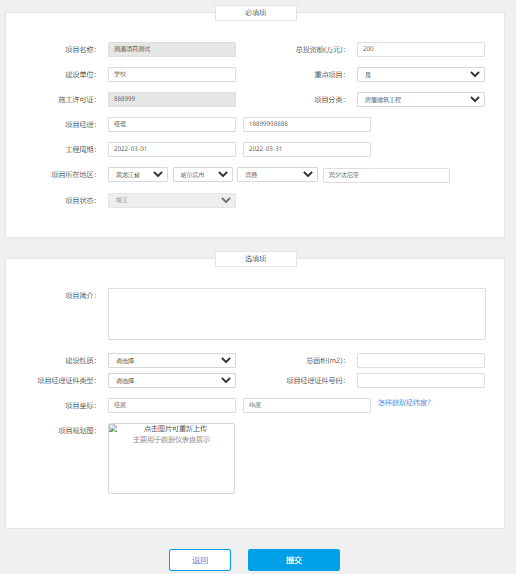 必填项
项目名称： 测温项目测试 总投资额(万元)： 200
建设单位： 学校 重点项目： 是
施工许可证： 888999 项目分类： 房屋建筑工程
项目经理： 经理 18899998888
工程周期： 2022-03-01 2022-03-31
项目所在地区： 黑龙江省 哈尔滨市 宾县
项目状态： 竣工
选填项
项目简介：
建设性质： 请选择 总面积(m2)：
项目经理证件类型： 请选择 项目经理证件号码：
项目坐标： 经度 纬度 怎样获取经纬度?
项目规划图： 点击图片可重新上传
主要用于数据仪表盘展示
返回 提交